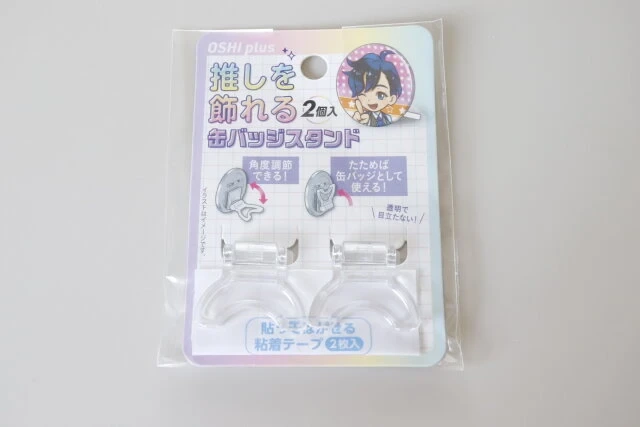 OSHI plus
推しを
飾れる
2個入
缶バッジスタンド
角度調節
できる!
たためば
缶バッジとして
使える!
透明で
目立たない!
イラストはイメージです。
貼ってはがせる
粘着テープ 2枚入